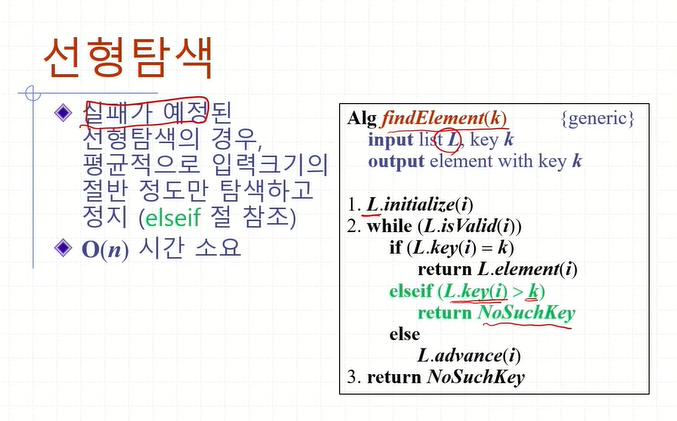 선형탐색
실패가 예정된
선형탐색의 경우,
평균적으로 입력크기의
절반 정도만 탐색하고
정지 (elseif 절 참조)
O(n) 시간 소요
Alg findElement(k) {generic}
input list L, key k
output element with key k
1. L.initialize(i)
2. while (L.isValid(i))
if (L.key(i) = k)
return L.element(i)
elseif (L.key(i) > k)
return NoSuchKey
else
L.advance(i)
3. return NoSuchKey